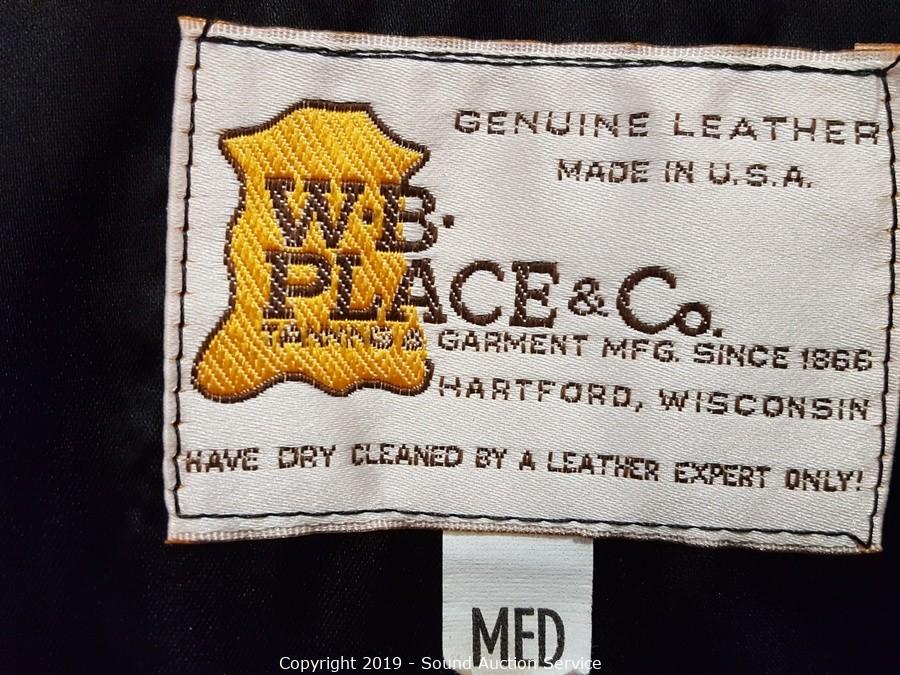 GENUINE LEATHER
MADE IN U.S.A.
W·B·
PLACE & Co.
TANNING & GARMENT MFG. SINCE 1866
HARTFORD, WISCONSIN
HAVE DRY CLEANED BY A LEATHER EXPERT ONLY!
MED
Copyright 2019 - Sound Auction Service